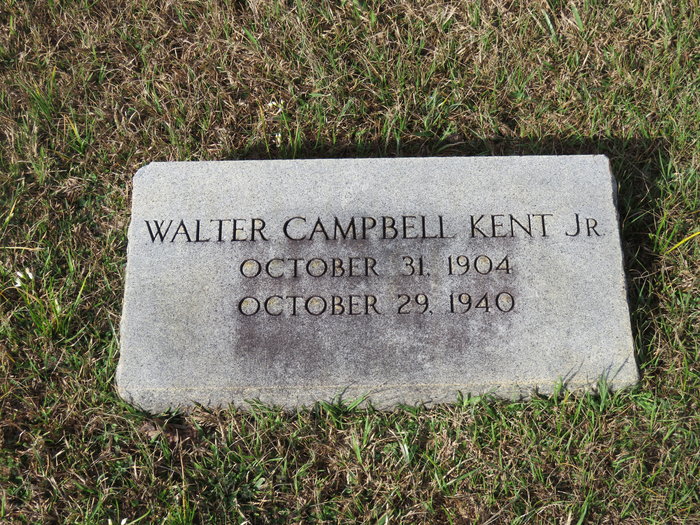 WALTER CAMPBELL KENT JR.
OCTOBER 31, 1904
OCTOBER 29, 1940